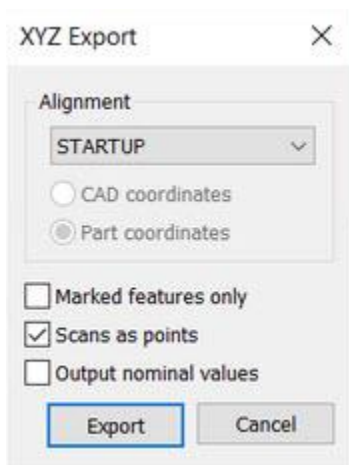 XYZ Export
Alignment
STARTUP
CAD coordinates
Part coordinates
Marked features only
Scans as points
Output nominal values
Export Cancel